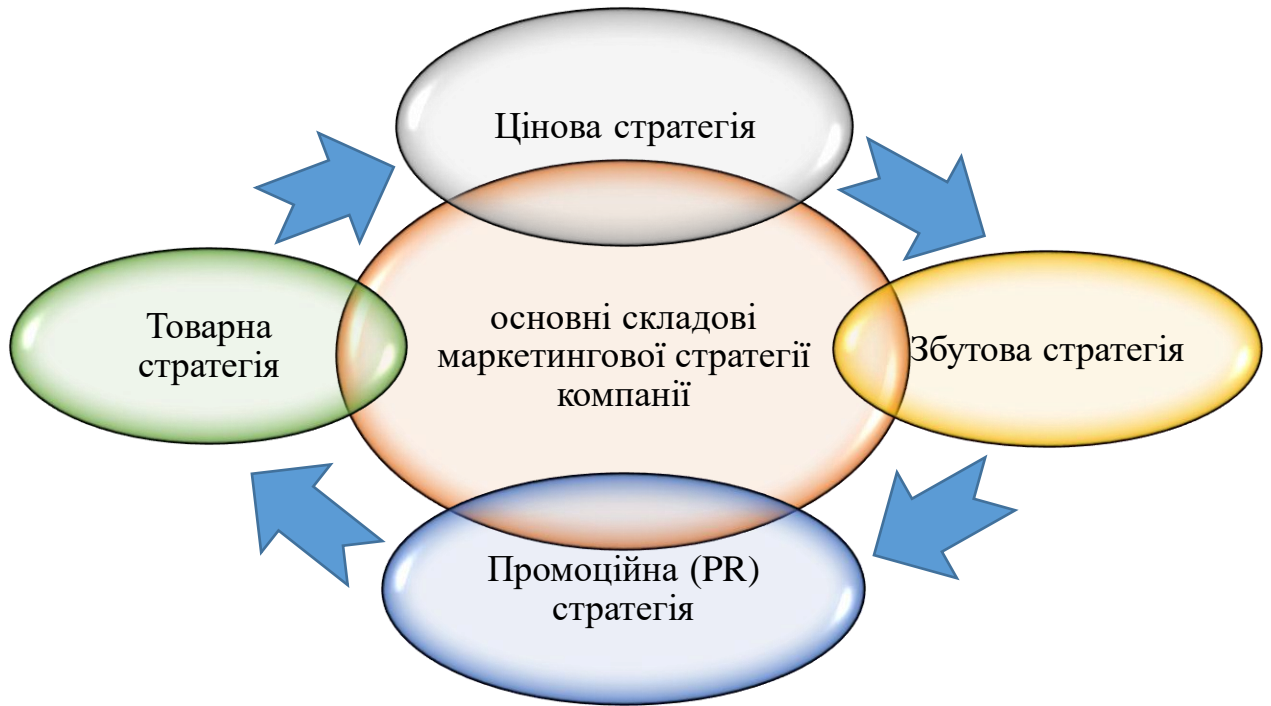 Цінова стратегія
Товарна
стратегія
основні складові
маркетингової стратегії
компанії
Збутова стратегія
Промоційна (PR)
стратегія